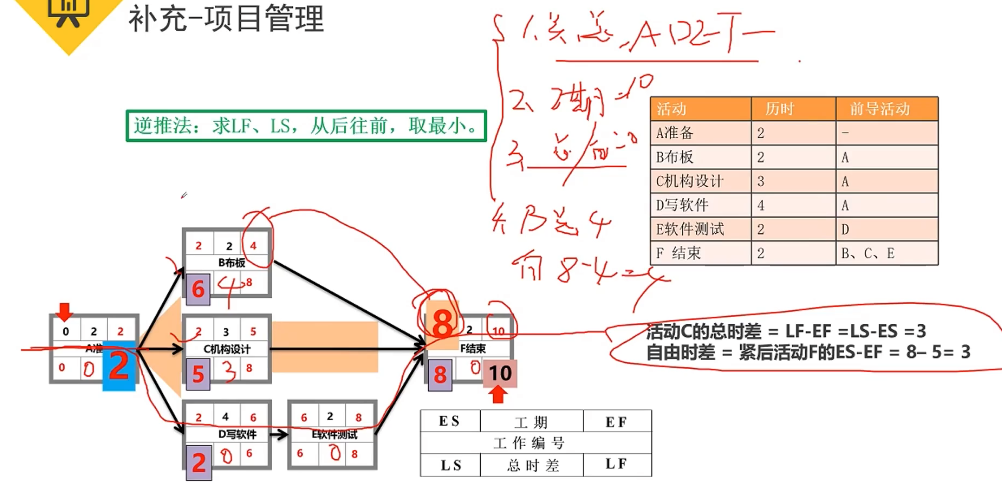 补充-项目管理
1、关键: ADEF
2、工期=10
3、总/自=0
4、B总4
自8-4=4
逆推法：求LF、LS，从后往前，取最小。
活动 历时 前导活动
A准备 2 -
B布板 2 A
C机构设计 3 A
D写软件 4 A
E软件测试 2 D
F 结束 2 B、C、E
2 2 4
B布板
6 4 8
0 2 2
A准
0 0 2
2 3 5
C机构设计
5 3 8
8 2 10
F结束
8 0 10
2 4 6
D写软件
2 0 6
6 2 8
E软件测试
6 0 8
活动C的总时差 = LF-EF =LS-ES =3
自由时差 = 紧后活动F的ES-EF = 8– 5= 3
ES 工期 EF
工作编号
LS 总时差 LF